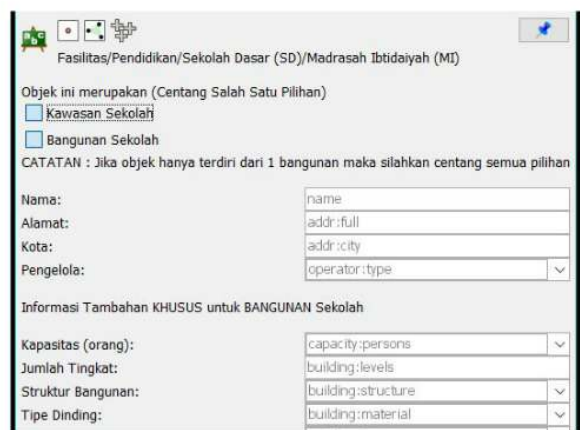 Fasilitas/Pendidikan/Sekolah Dasar (SD)/Madrasah Ibtidaiyah (MI)
Objek ini merupakan (Centang Salah Satu Pilihan)
Kawasan Sekolah
Bangunan Sekolah
CATATAN : Jika objek hanya terdiri dari 1 bangunan maka silahkan centang semua pilihan
Nama: name
Alamat: addr:full
Kota: addr:city
Pengelola: operator:type
Informasi Tambahan KHUSUS untuk BANGUNAN Sekolah
Kapasitas (orang): capacity:persons
Jumlah Tingkat: building:levels
Struktur Bangunan: building:structure
Tipe Dinding: building:material